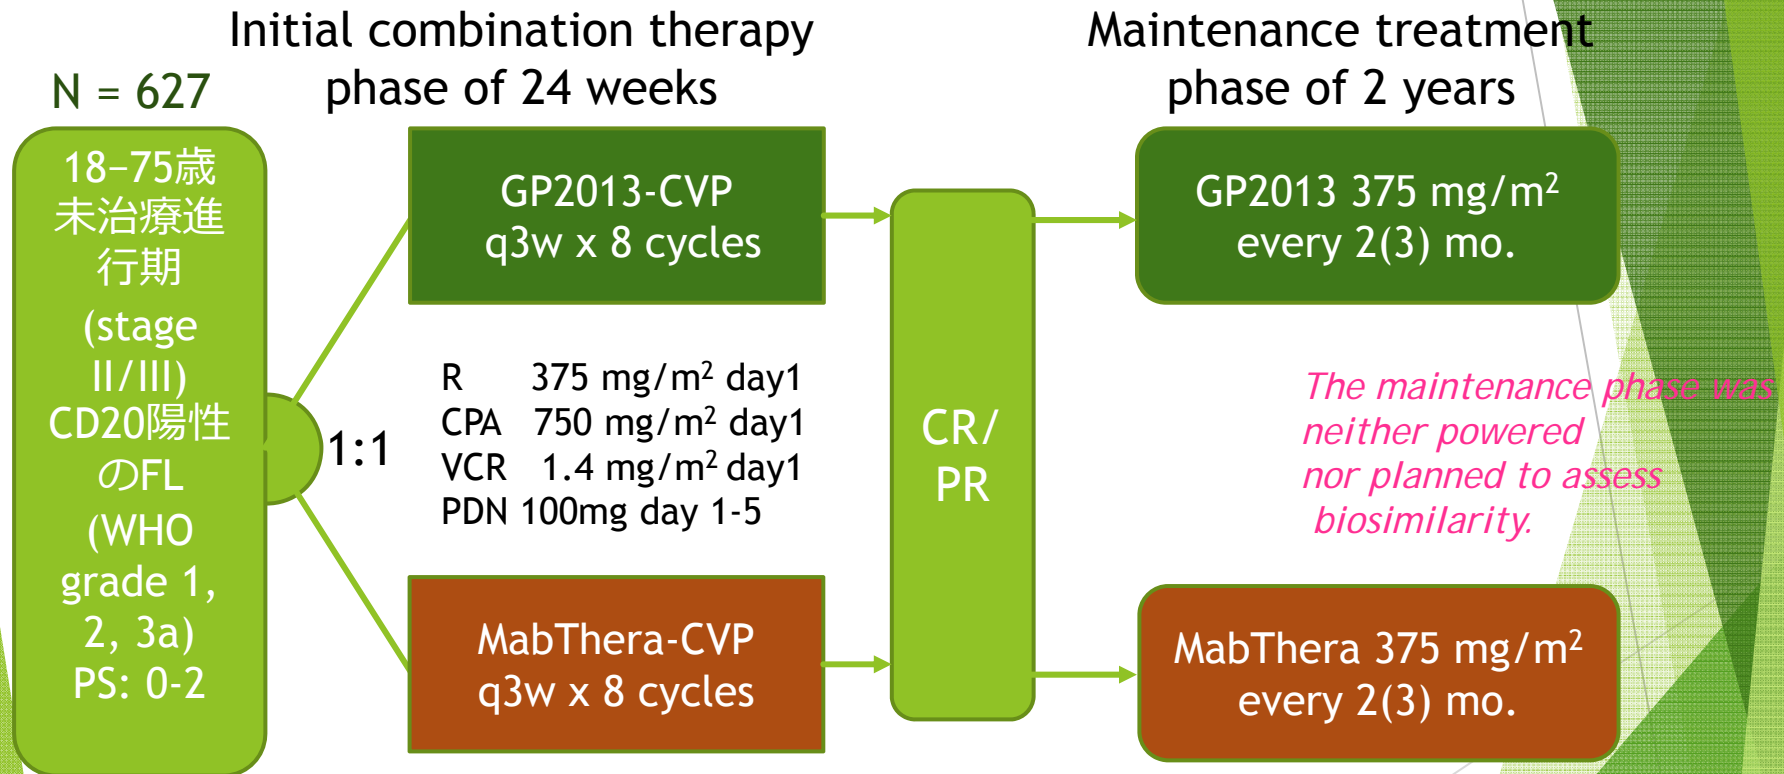 Initial combination therapy
phase of 24 weeks
Maintenance treatment
phase of 2 years
N = 627
18–75歳
未治療進
行期
(stage
II/III)
CD20陽性
のFL
(WHO
grade 1,
2, 3a)
PS: 0-2
1:1
GP2013-CVP
q3w x 8 cycles
R 375 mg/m² day1
CPA 750 mg/m² day1
VCR 1.4 mg/m² day1
PDN 100mg day 1-5
MabThera-CVP
q3w x 8 cycles
CR/
PR
GP2013 375 mg/m²
every 2(3) mo.
The maintenance phase was
neither powered
nor planned to assess
biosimilarity.
MabThera 375 mg/m²
every 2(3) mo.